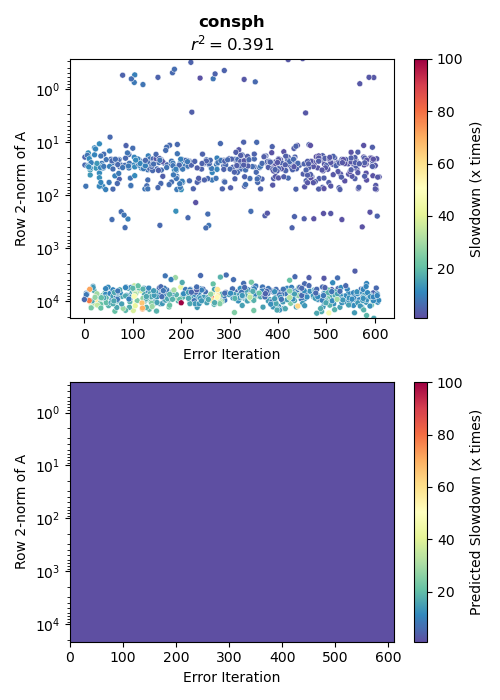 consph
r² = 0.391
10⁰
10¹
10²
10³
10⁴
Row 2-norm of A
0 100 200 300 400 500 600
Error Iteration
100
80
60
40
20
Slowdown (x times)
10⁰
10¹
10²
10³
10⁴
Row 2-norm of A
0 100 200 300 400 500 600
Error Iteration
100
80
60
40
20
Predicted Slowdown (x times)